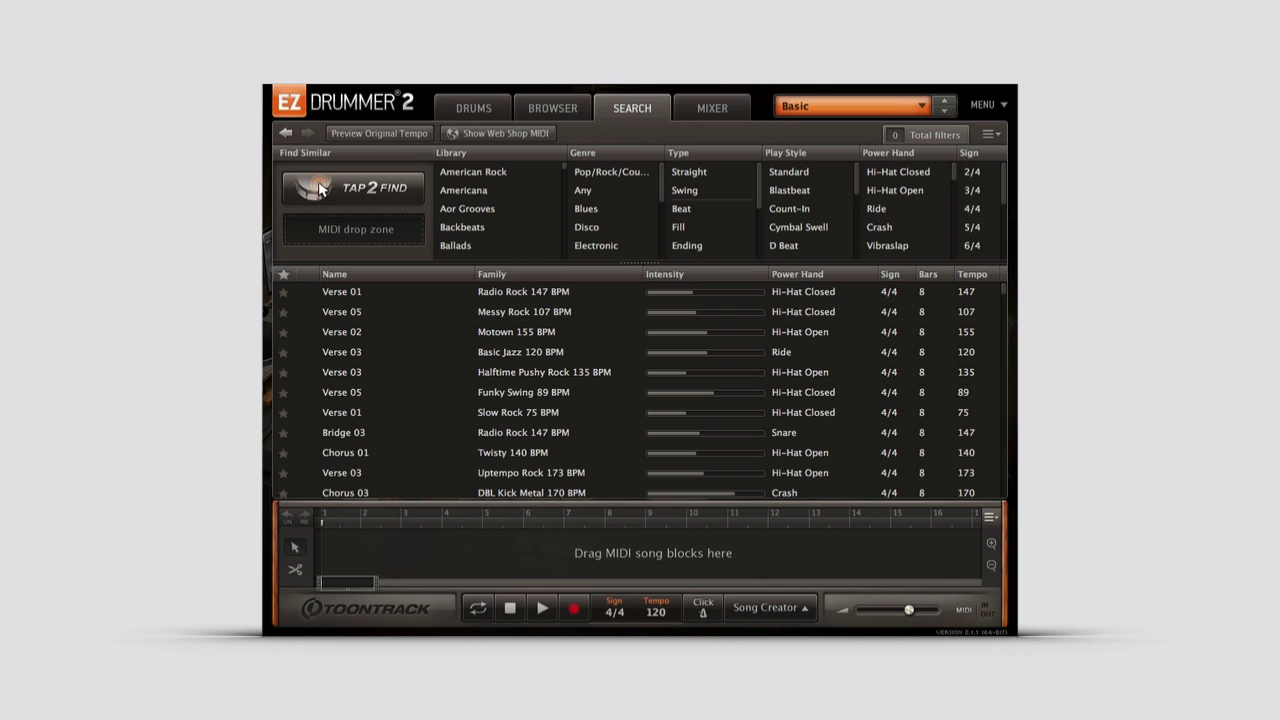 EZ DRUMMER® 2 DRUMS BROWSER SEARCH MIXER Basic MENU
Preview Original Tempo Show Web Shop MIDI 0 Total filters
Find Similar Library Genre Type Play Style Power Hand Sign
American Rock Pop/Rock/Cou... Straight Standard Hi-Hat Closed 2/4
TAP2FIND Americana Any Swing Blastbeat Hi-Hat Open 3/4
Aor Grooves Blues Beat Count-In Ride 4/4
MIDI drop zone Backbeats Disco Fill Cymbal Swell Crash 5/4
Ballads Electronic Ending D Beat Vibraslap 6/4
Name Family Intensity Power Hand Sign Bars Tempo
Verse 01 Radio Rock 147 BPM Hi-Hat Closed 4/4 8 147
Verse 05 Messy Rock 107 BPM Hi-Hat Closed 4/4 8 107
Verse 02 Motown 155 BPM Hi-Hat Open 4/4 8 155
Verse 03 Basic Jazz 120 BPM Ride 4/4 8 120
Verse 03 Halftime Pushy Rock 135 BPM Hi-Hat Open 4/4 8 135
Verse 05 Funky Swing 89 BPM Hi-Hat Closed 4/4 8 89
Verse 01 Slow Rock 75 BPM Hi-Hat Closed 4/4 8 75
Bridge 03 Radio Rock 147 BPM Snare 4/4 8 147
Chorus 01 Twisty 140 BPM Hi-Hat Open 4/4 8 140
Verse 03 Uptempo Rock 173 BPM Hi-Hat Open 4/4 8 173
Chorus 03 DBL Kick Metal 170 BPM Crash 4/4 8 170
UN RE 1 2 3 4 5 6 7 8 9 10 11 12 13 14 15 16 1
Drag MIDI song blocks here
TOONTRACK Sign 4/4 Tempo 120 Click Song Creator MIDI IN OUT
VERSION 2.1.1 (64-BIT)